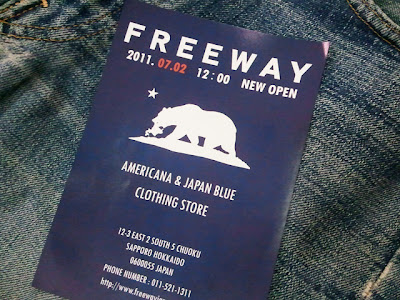 FREEWAY
2011. 07.02 12:00 NEW OPEN
AMERICANA & JAPAN BLUE
CLOTHING STORE
12-3 EAST 2 SOUTH 5 CHUOKU
SAPPORO HOKKAIDO
0600055 JAPAN
PHONE NUMBER : 011-521-1311